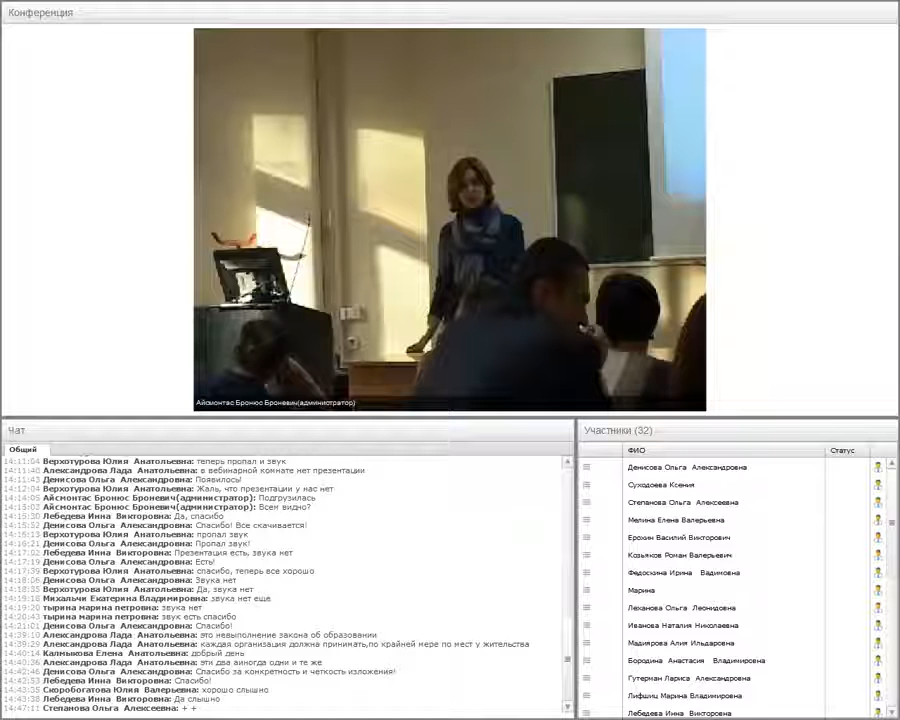 Конференция
Айсмонтас Бронюс Броневич(администратор)
Чат
Общий
14:11:04 Верхотурова Юлия Анатольевна: теперь пропал и звук
14:11:40 Александрова Лада Анатольевна: в вебинарной комнате нет презентации
14:11:43 Денисова Ольга Александровна: Появилось!
14:12:04 Верхотурова Юлия Анатольевна: Жаль, что презентации у нас нет
14:14:05 Айсмонтас Бронюс Броневич(администратор): Подгрузилась
14:15:03 Айсмонтас Бронюс Броневич(администратор): Всем видно?
14:15:30 Лебедева Инна Викторовна: Да, спасибо
14:15:52 Денисова Ольга Александровна: Спасибо! Все скачивается!
14:16:13 Верхотурова Юлия Анатольевна: пропал звук
14:16:21 Денисова Ольга Александровна: Пропал звук!
14:17:02 Лебедева Инна Викторовна: Презентация есть, звука нет
14:17:19 Денисова Ольга Александровна: Есть!
14:17:39 Верхотурова Юлия Анатольевна: спасибо, теперь все хорошо
14:18:06 Денисова Ольга Александровна: Звука нет
14:18:35 Верхотурова Юлия Анатольевна: Да, звука нет
14:19:18 Михальчи Екатерина Владимировна: звука нет еще
14:19:20 тырина марина петровна: звука нет
14:20:43 тырина марина петровна: звук есть спасибо
14:21:01 Денисова Ольга Александровна: Спасибо!
14:39:10 Александрова Лада Анатольевна: это невыполнение закона об образовании
14:39:29 Александрова Лада Анатольевна: каждая организация должна принимать,по крайней мере по мест у жительства
14:40:14 Калмыкова Елена Анатольевна: добрый день
14:40:36 Александрова Лада Анатольевна: эти два аиногда одни и те же
14:42:46 Денисова Ольга Александровна: Спасибо за конкретность и четкость изложения!
14:42:53 Лебедева Инна Викторовна: Спасибо!
14:43:35 Скоробогатова Юлия Валерьевна: хорошо слышно
14:43:38 Лебедева Инна Викторовна: Да слышно
14:47:11 Степанова Ольга Алексеевна: + +
Участники (32)
ФИО Статус
Денисова Ольга Александровна
Суходоева Ксения
Степанова Ольга Алексеевна
Мелина Елена Валерьевна
Ерохин Василий Викторович
Козьяков Роман Валерьевич
Федоскина Ирина Вадимовна
Марина
Леханова Ольга Леонидовна
Иванова Наталия Николаевна
Мадиярова Алия Ильдаровна
Бородина Анастасия Владимировна
Гутерман Лариса Александровна
Лифшиц Марина Владимировна
Лебедева Инна Викторовна